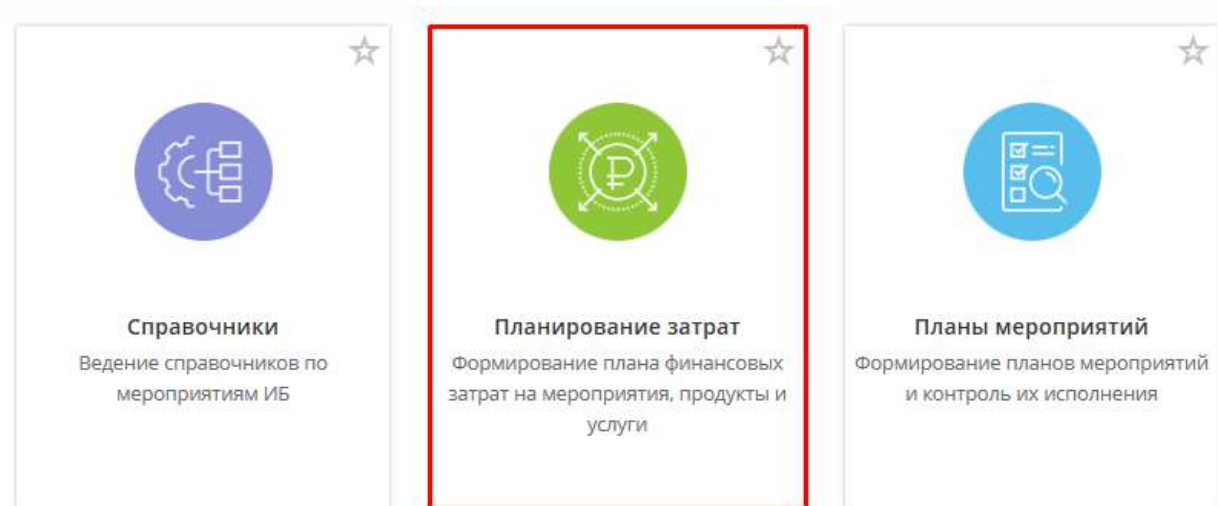 Справочники
Ведение справочников по
мероприятиям ИБ
Планирование затрат
Формирование плана финансовых
затрат на мероприятия, продукты и
услуги
Планы мероприятий
Формирование планов мероприятий
и контроль их исполнения